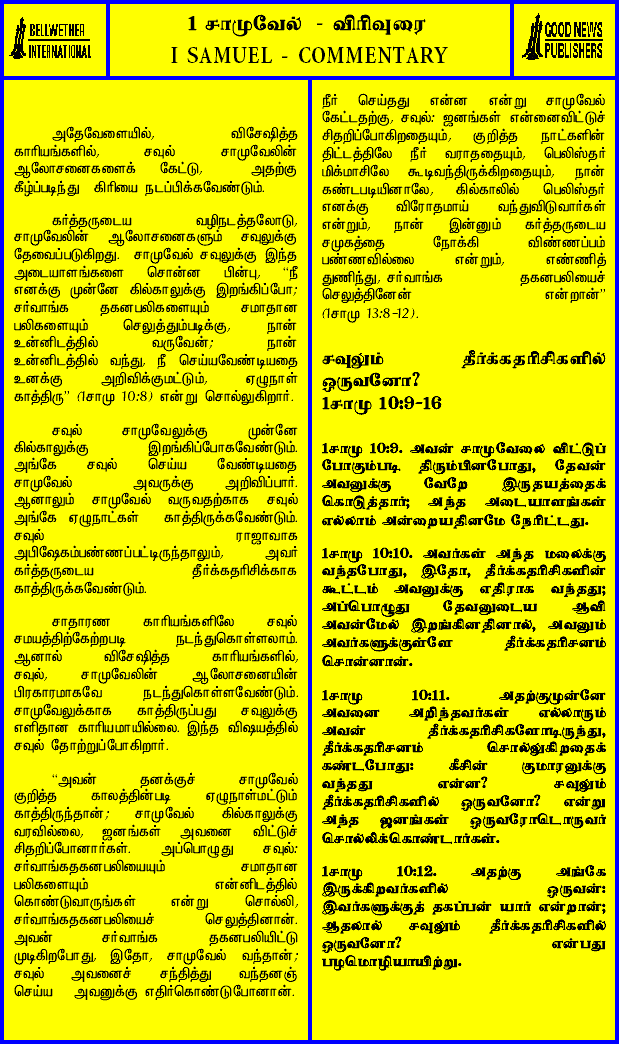 BELLWETHER
INTERNATIONAL
1 சாமுவேல் - விரிவுரை
I SAMUEL - COMMENTARY
GOOD NEWS
PUBLISHERS
அதேவேளையில், விசேஷித்த
காரியங்களில், சவுல் சாமுவேலின்
ஆலோசனைகளைக் கேட்டு, அதற்கு
கீழ்ப்படிந்து கிரியை நடப்பிக்கவேண்டும்.
கர்த்தருடைய வழிநடத்தலோடு,
சாமுவேலின் ஆலோசனைகளும் சவுலுக்கு
தேவைப்படுகிறது. சாமுவேல் சவுலுக்கு இந்த
அடையாளங்களை சொன்ன பின்பு, “நீ
எனக்கு முன்னே கில்காலுக்கு இறங்கிப்போ;
சர்வாங்க தகனபலிகளையும் சமாதான
பலிகளையும் செலுத்தும்படிக்கு, நான்
உன்னிடத்தில் வருவேன்; நான்
உன்னிடத்தில் வந்து, நீ செய்யவேண்டியதை
உனக்கு அறிவிக்குமட்டும், ஏழுநாள்
காத்திரு” (1சாமு 10:8) என்று சொல்லுகிறார்.
சவுல் சாமுவேலுக்கு முன்னே
கில்காலுக்கு இறங்கிப்போகவேண்டும்.
அங்கே சவுல் செய்ய வேண்டியதை
சாமுவேல் அவருக்கு அறிவிப்பார்.
ஆனாலும் சாமுவேல் வருவதற்காக சவுல்
அங்கே ஏழுநாட்கள் காத்திருக்கவேண்டும்.
சவுல் ராஜாவாக
அபிஷேகம்பண்ணப்பட்டிருந்தாலும், அவர்
கர்த்தருடைய தீர்க்கதரிசிக்காக
காத்திருக்கவேண்டும்.
சாதாரண காரியங்களிலே சவுல்
சமயத்திற்கேற்றபடி நடந்துகொள்ளலாம்.
ஆனால் விசேஷித்த காரியங்களில்,
சவுல், சாமுவேலின் ஆலோசனையின்
பிரகாரமாகவே நடந்துகொள்ளவேண்டும்.
சாமுவேலுக்காக காத்திருப்பது சவுலுக்கு
எளிதான காரியமாயில்லை. இந்த விஷயத்தில்
சவுல் தோற்றுப்போகிறார்.
“அவன் தனக்குச் சாமுவேல்
குறித்த காலத்தின்படி ஏழுநாள்மட்டும்
காத்திருந்தான்; சாமுவேல் கில்காலுக்கு
வரவில்லை, ஜனங்கள் அவனை விட்டுச்
சிதறிப்போனார்கள். அப்பொழுது சவுல்:
சர்வாங்கதகனபலியையும் சமாதான
பலிகளையும் என்னிடத்தில்
கொண்டுவாருங்கள் என்று சொல்லி,
சர்வாங்கதகனபலியைச் செலுத்தினான்.
அவன் சர்வாங்க தகனபலியிட்டு
முடிகிறபோது, இதோ, சாமுவேல் வந்தான்;
சவுல் அவனைச் சந்தித்து வந்தனஞ்
செய்ய அவனுக்கு எதிர்கொண்டுபோனான்.
நீர் செய்தது என்ன என்று சாமுவேல்
கேட்டதற்கு, சவுல்: ஜனங்கள் என்னைவிட்டுச்
சிதறிப்போகிறதையும், குறித்த நாட்களின்
திட்டத்திலே நீர் வராததையும், பெலிஸ்தர்
மிக்மாசிலே கூடிவந்திருக்கிறதையும், நான்
கண்டபடியினாலே, கில்காலில் பெலிஸ்தர்
எனக்கு விரோதமாய் வந்துவிடுவார்கள்
என்றும், நான் இன்னும் கர்த்தருடைய
சமுகத்தை நோக்கி விண்ணப்பம்
பண்ணவில்லை என்றும், எண்ணித்
துணிந்து, சர்வாங்க தகனபலியைச்
செலுத்தினேன் என்றான்”
(1சாமு 13:8-12).
சவுலும் தீர்க்கதரிசிகளில்
ஒருவனோ?
1சாமு 10:9-16
1சாமு 10:9. அவன் சாமுவேலை விட்டுப்
போகும்படி திரும்பினபோது, தேவன்
அவனுக்கு வேறே இருதயத்தைக்
கொடுத்தார்; அந்த அடையாளங்கள்
எல்லாம் அன்றையதினமே நேரிட்டது.
1சாமு 10:10. அவர்கள் அந்த மலைக்கு
வந்தபோது, இதோ, தீர்க்கதரிசிகளின்
கூட்டம் அவனுக்கு எதிராக வந்தது;
அப்பொழுது தேவனுடைய ஆவி
அவன்மேல் இறங்கினதினால், அவனும்
அவர்களுக்குள்ளே தீர்க்கதரிசனம்
சொன்னான்.
1சாமு 10:11. அதற்குமுன்னே
அவனை அறிந்தவர்கள் எல்லாரும்
அவன் தீர்க்கதரிசிகளோடிருந்து,
தீர்க்கதரிசனம் சொல்லுகிறதைக்
கண்டபோது: கீசின் குமாரனுக்கு
வந்தது என்ன? சவுலும்
தீர்க்கதரிசிகளில் ஒருவனோ? என்று
அந்த ஜனங்கள் ஒருவரோடொருவர்
சொல்லிக்கொண்டார்கள்.
1சாமு 10:12. அதற்கு அங்கே
இருக்கிறவர்களில் ஒருவன்:
இவர்களுக்குத் தகப்பன் யார் என்றான்;
ஆதலால் சவுலும் தீர்க்கதரிசிகளில்
ஒருவனோ? என்பது
பழமொழியாயிற்று.